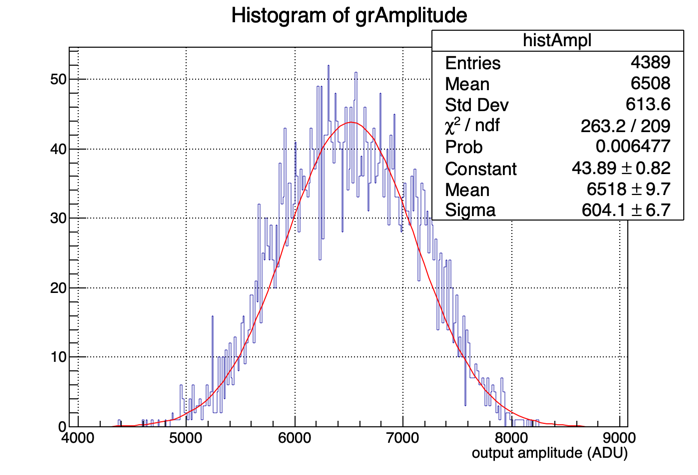 Histogram of grAmplitude
histAmpl
Entries 4389
Mean 6508
Std Dev 613.6
χ² / ndf 263.2 / 209
Prob 0.006477
Constant 43.89 ± 0.82
Mean 6518 ± 9.7
Sigma 604.1 ± 6.7
50
40
30
20
10
0
4000 5000 6000 7000 8000 9000
output amplitude (ADU)